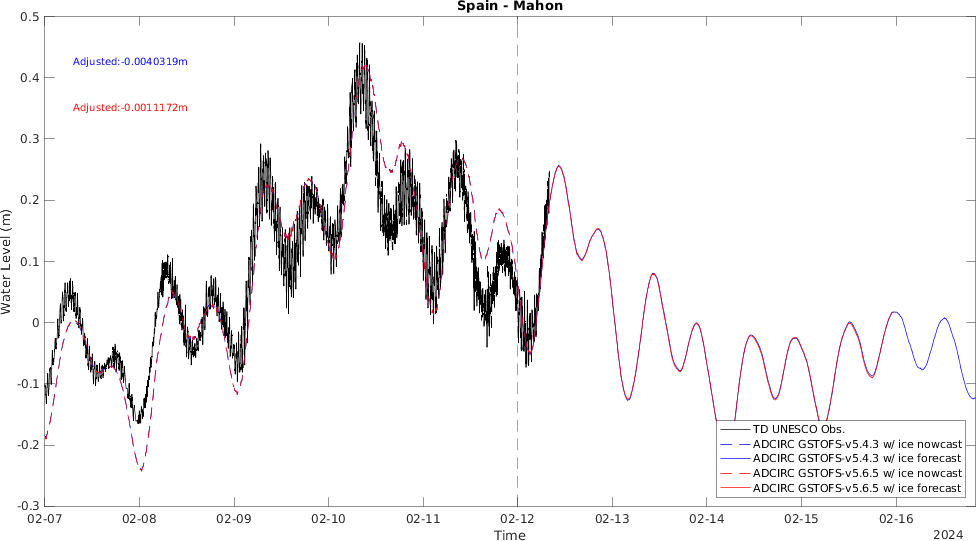 Spain - Mahon
0.5
0.4
0.3
0.2
0.1
0
-0.1
-0.2
-0.3
Water Level (m)
Adjusted:-0.0040319m
Adjusted:-0.0011172m
TD UNESCO Obs.
ADCIRC GSTOFS-v5.4.3 w/ ice nowcast
ADCIRC GSTOFS-v5.4.3 w/ ice forecast
ADCIRC GSTOFS-v5.6.5 w/ ice nowcast
ADCIRC GSTOFS-v5.6.5 w/ ice forecast
02-07 02-08 02-09 02-10 02-11 02-12 02-13 02-14 02-15 02-16
Time
2024